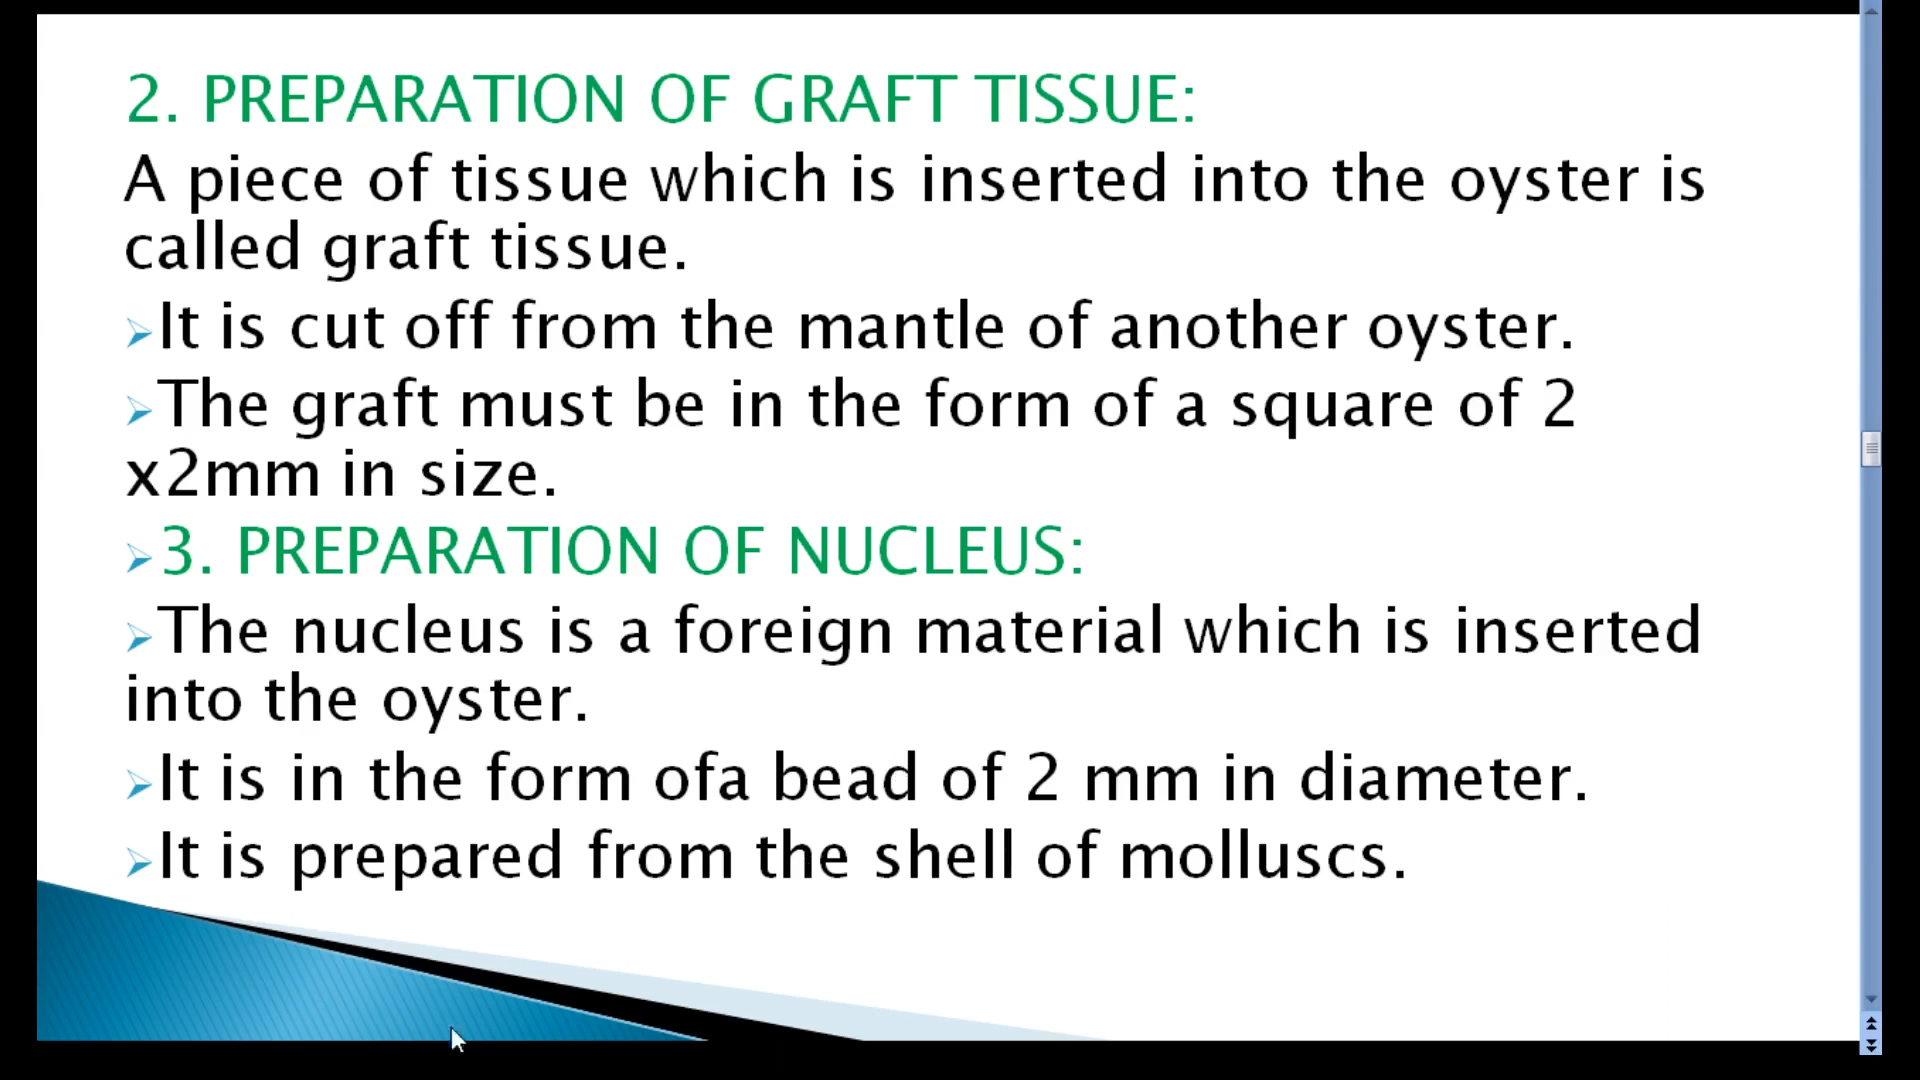 2. PREPARATION OF GRAFT TISSUE:
A piece of tissue which is inserted into the oyster is
called graft tissue.
➢It is cut off from the mantle of another oyster.
➢The graft must be in the form of a square of 2
x2mm in size.
➢3. PREPARATION OF NUCLEUS:
➢The nucleus is a foreign material which is inserted
into the oyster.
➢It is in the form ofa bead of 2 mm in diameter.
➢It is prepared from the shell of molluscs.